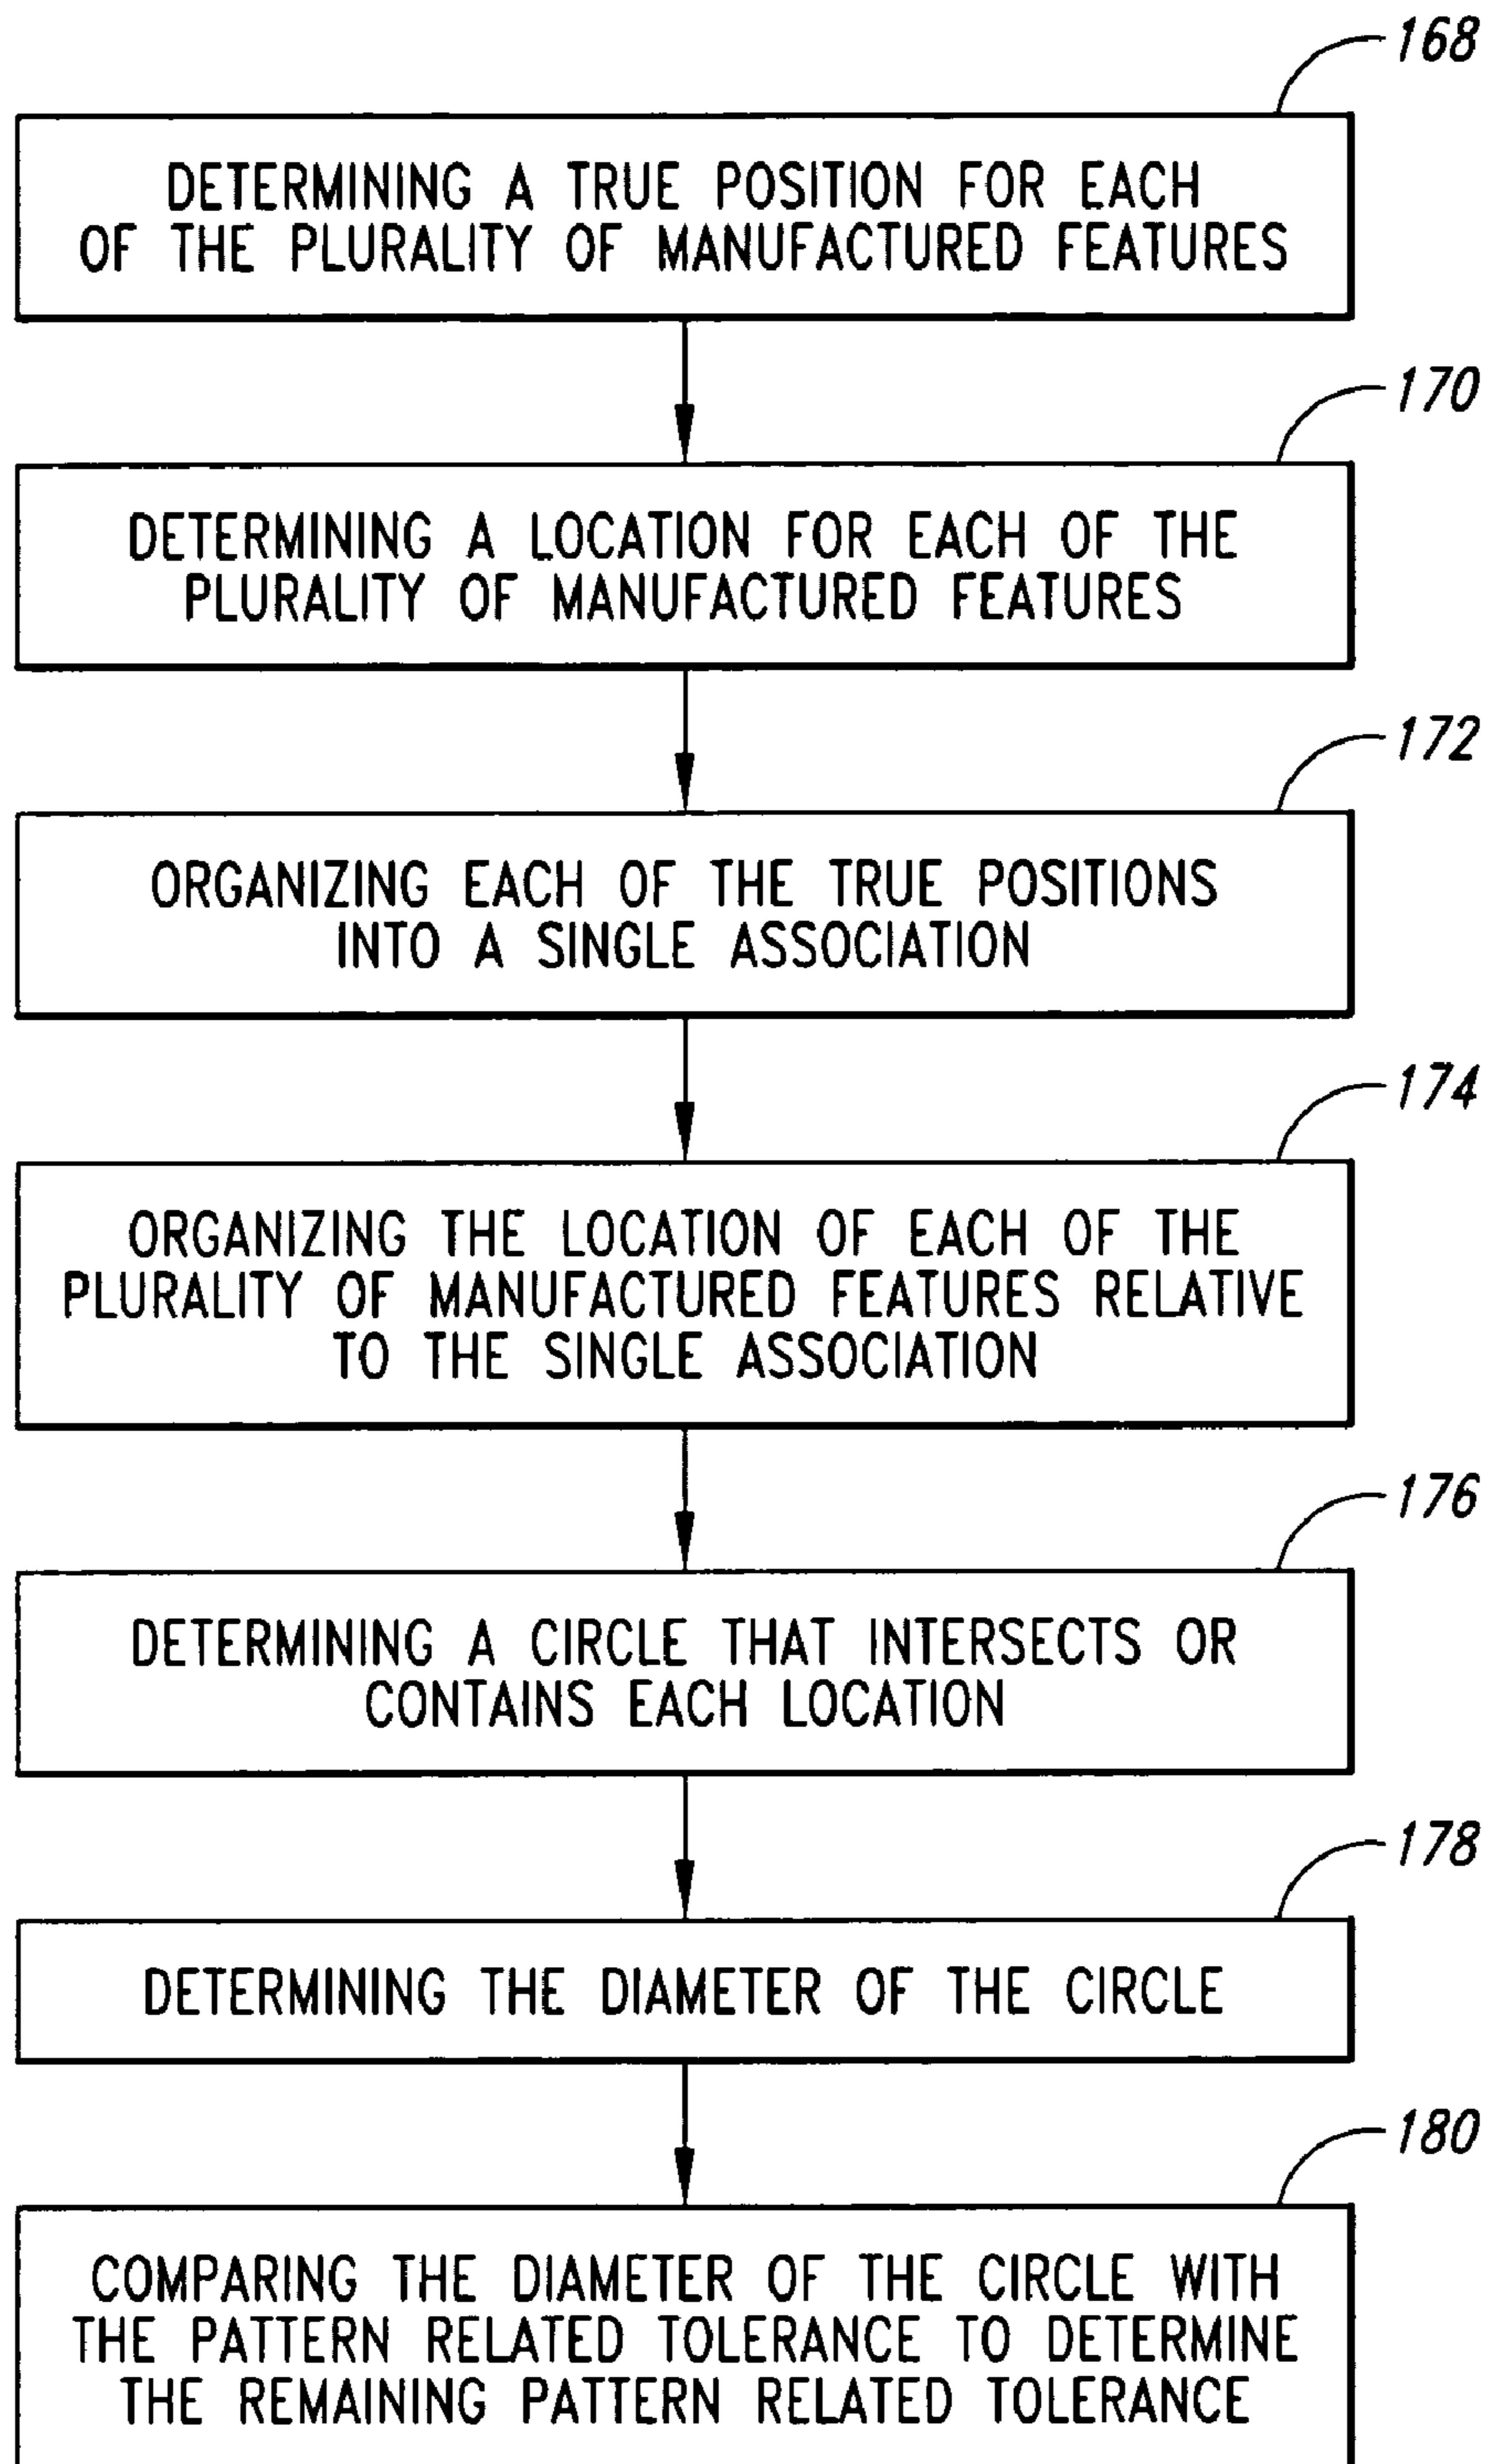 168
DETERMINING A TRUE POSITION FOR EACH
OF THE PLURALITY OF MANUFACTURED FEATURES
170
DETERMINING A LOCATION FOR EACH OF THE
PLURALITY OF MANUFACTURED FEATURES
172
ORGANIZING EACH OF THE TRUE POSITIONS
INTO A SINGLE ASSOCIATION
174
ORGANIZING THE LOCATION OF EACH OF THE
PLURALITY OF MANUFACTURED FEATURES RELATIVE
TO THE SINGLE ASSOCIATION
176
DETERMINING A CIRCLE THAT INTERSECTS OR
CONTAINS EACH LOCATION
178
DETERMINING THE DIAMETER OF THE CIRCLE
180
COMPARING THE DIAMETER OF THE CIRCLE WITH
THE PATTERN RELATED TOLERANCE TO DETERMINE
THE REMAINING PATTERN RELATED TOLERANCE